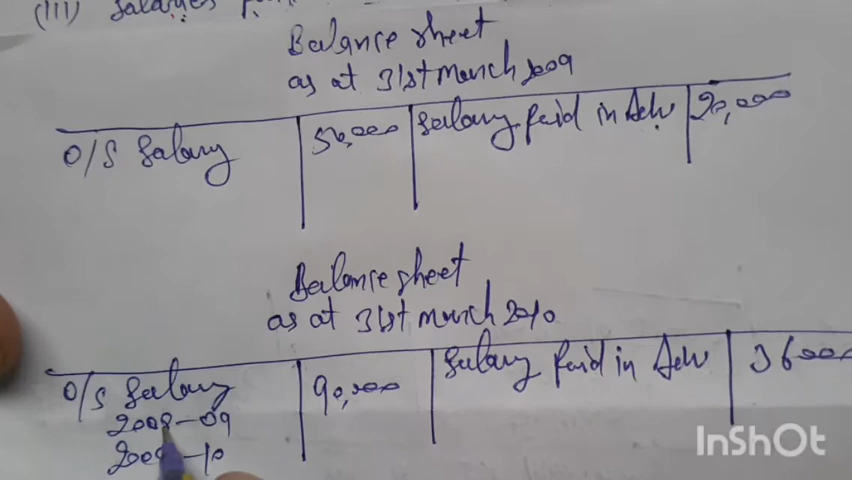 (III) Salaries
Balance sheet
as at 31st March 2009
O/S Salary 50,000 Salary Paid in Adv 20,000
Balance sheet
as at 31st March 2010
O/S Salary 90,000 Salary Paid in Adv 36000
2008-09
2009-10
InShOt